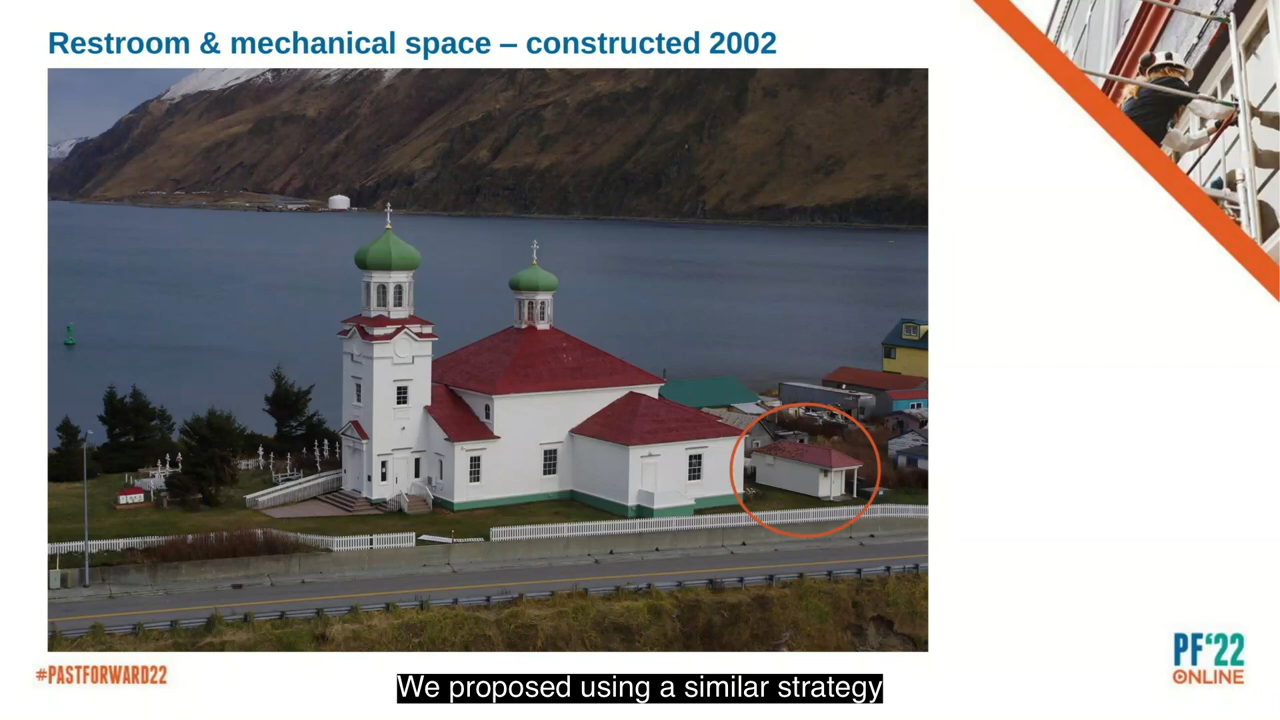 Restroom & mechanical space – constructed 2002
#PASTFORWARD22
We proposed using a similar strategy
PF‘22
ONLINE